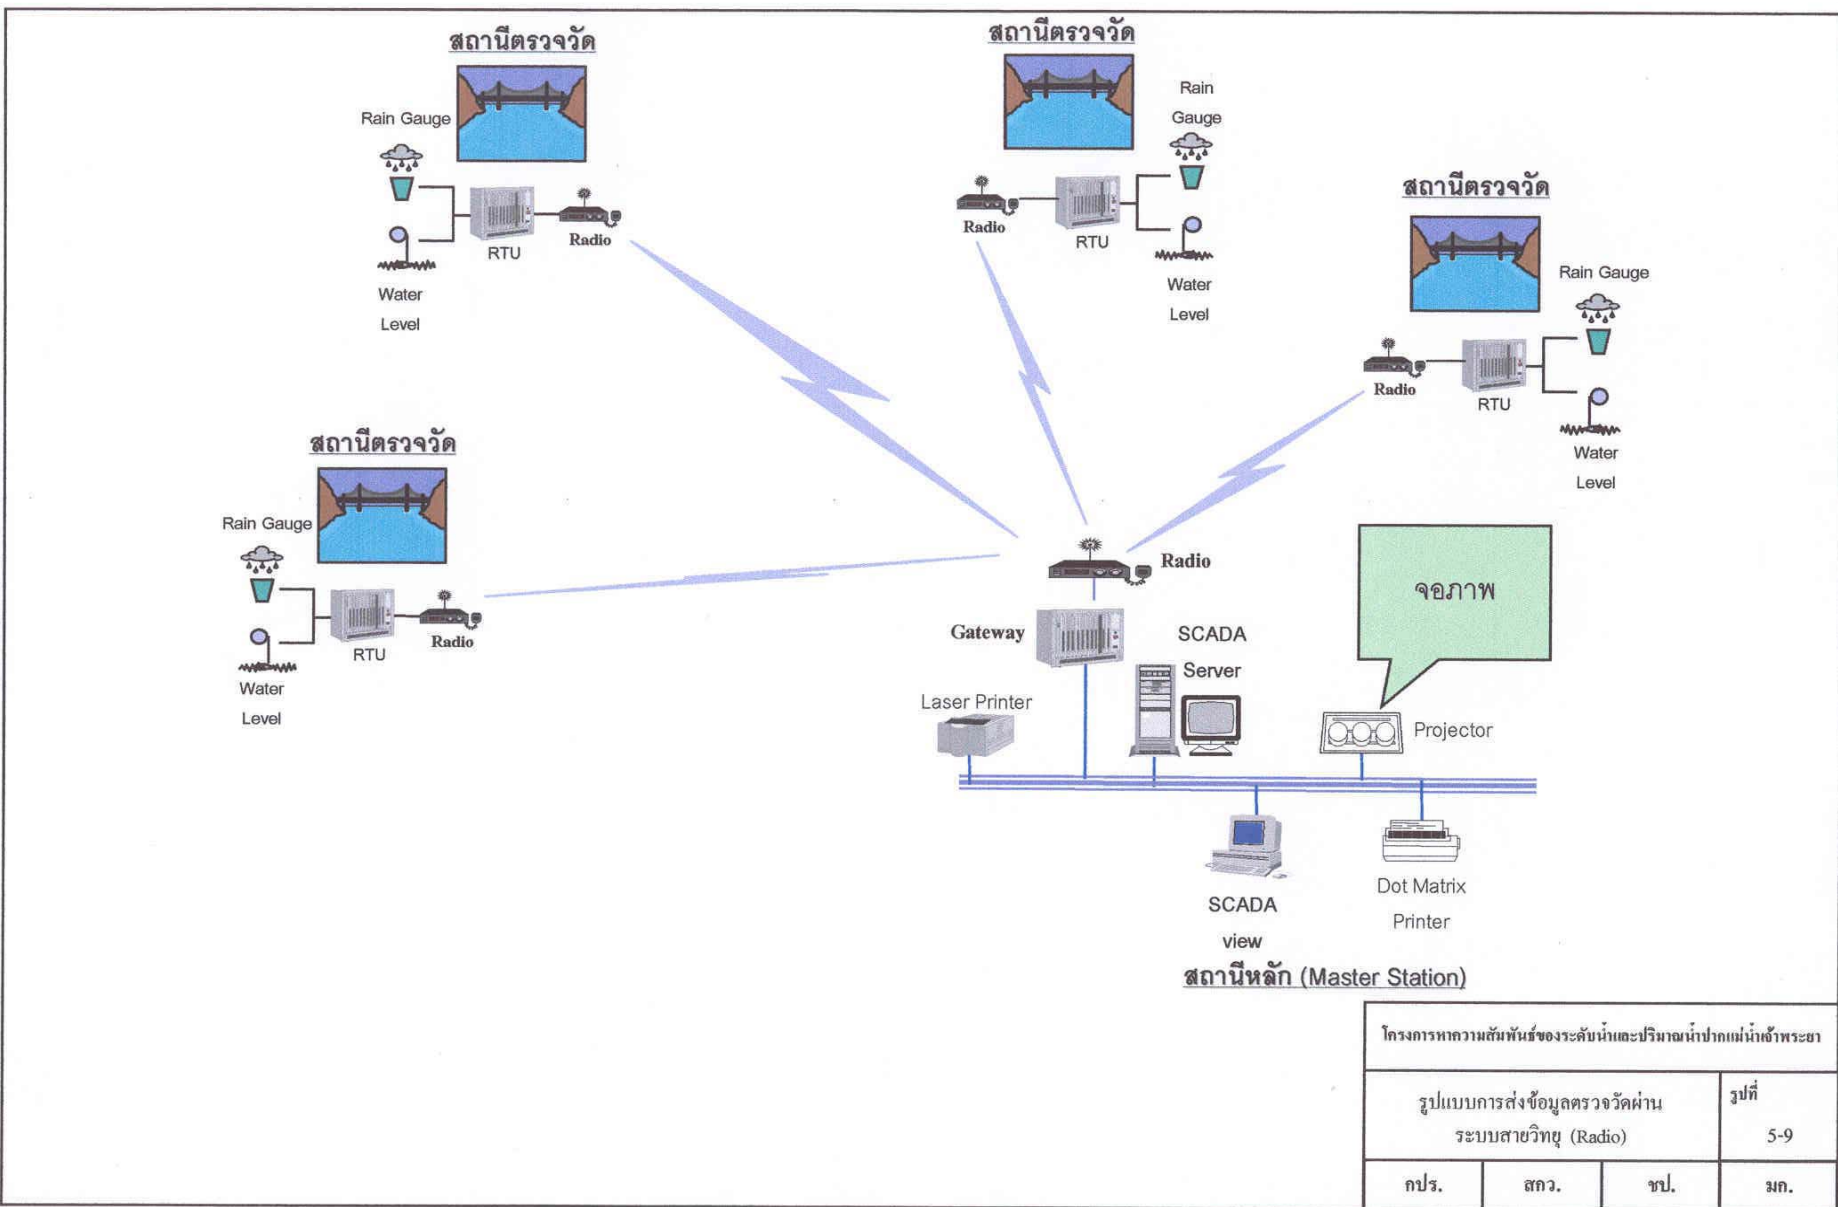 สถานีตรวจวัด
Rain Gauge
RTU
Radio
Water
Level
สถานีตรวจวัด
Rain
Gauge
Radio
RTU
Water
Level
สถานีตรวจวัด
Rain Gauge
Radio
RTU
Water
Level
สถานีตรวจวัด
Rain Gauge
RTU
Radio
Water
Level
Radio
Gateway
SCADA
Server
Laser Printer
จอภาพ
Projector
SCADA
view
Dot Matrix
Printer
สถานีหลัก (Master Station)
โครงการหาความสัมพันธ์ของระดับน้ำและปริมาณน้ำปากแม่น้ำเจ้าพระยา
รูปแบบการส่งข้อมูลตรวจวัดผ่าน
ระบบสายวิทยุ (Radio)
รูปที่
5-9
กปร.
สกว.
ชป.
มก.